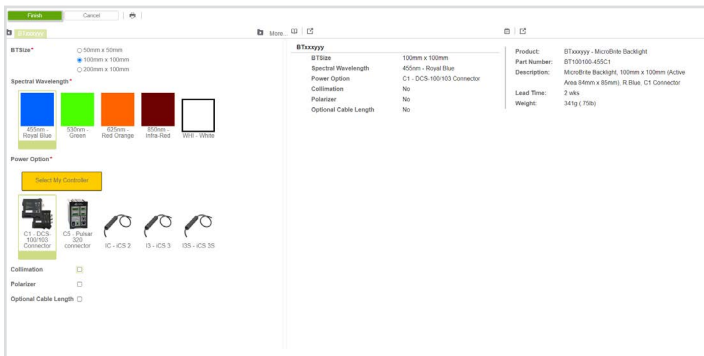 Finish
Cancel
BTxxxyyy
More...
BTSize*
50mm x 50mm
100mm x 100mm
200mm x 100mm
Spectral Wavelength*
455nm - Royal Blue
530nm - Green
625nm - Red Orange
850nm - Infra-Red
WHI - White
Power Option*
Select My Controller
C1 - DCS-100/103 Connector
C5 - Pulsar 320 connector
IC - iCS 2
I3 - iCS 3
I3S - iCS 3S
Collimation
Polarizer
Optional Cable Length
BTxxxyyy
BTSize 100mm x 100mm
Spectral Wavelength 455nm - Royal Blue
Power Option C1 - DCS-100/103 Connector
Collimation No
Polarizer No
Optional Cable Length No
Product: BTxxxyyy - MicroBrite Backlight
Part Number: BT100100-455C1
Description: MicroBrite Backlight, 100mm x 100mm (Active
Area 84mm x 85mm), R.Blue, C1 Connector
Lead Time: 2 wks
Weight: 341g (.75lb)